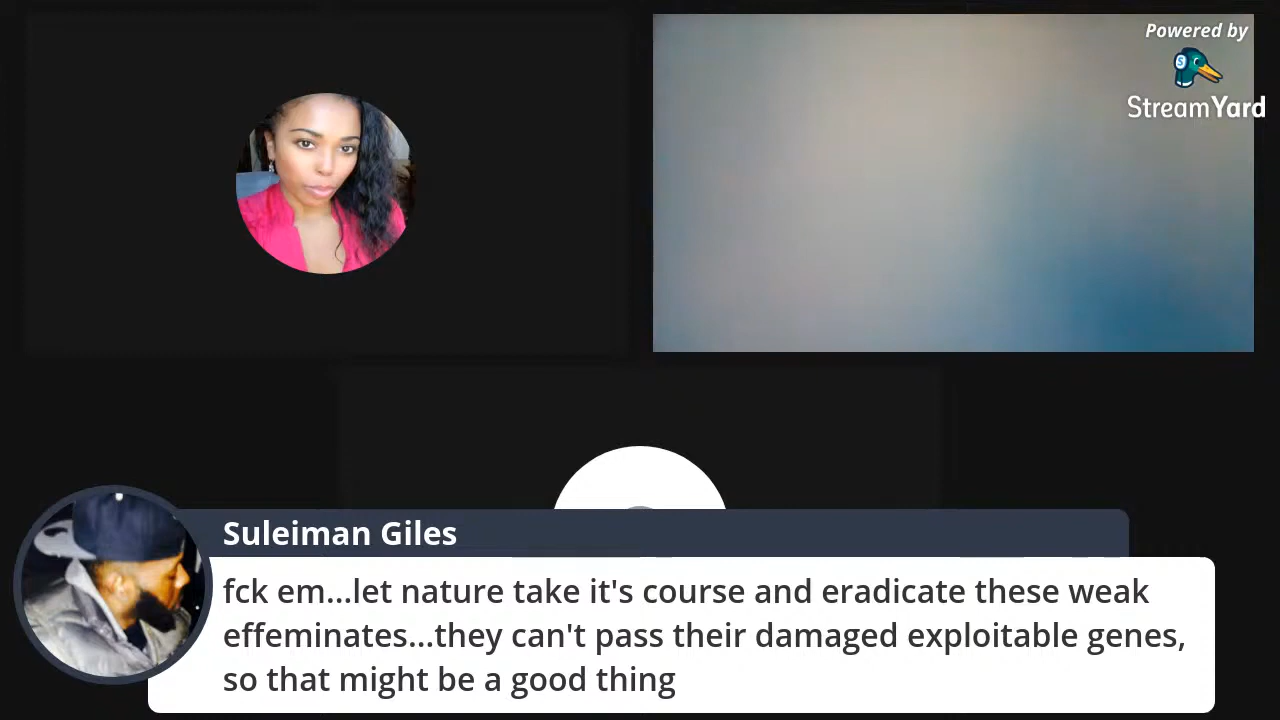 Powered by
StreamYard
Suleiman Giles
fck em...let nature take it's course and eradicate these weak
effeminates...they can't pass their damaged exploitable genes,
so that might be a good thing